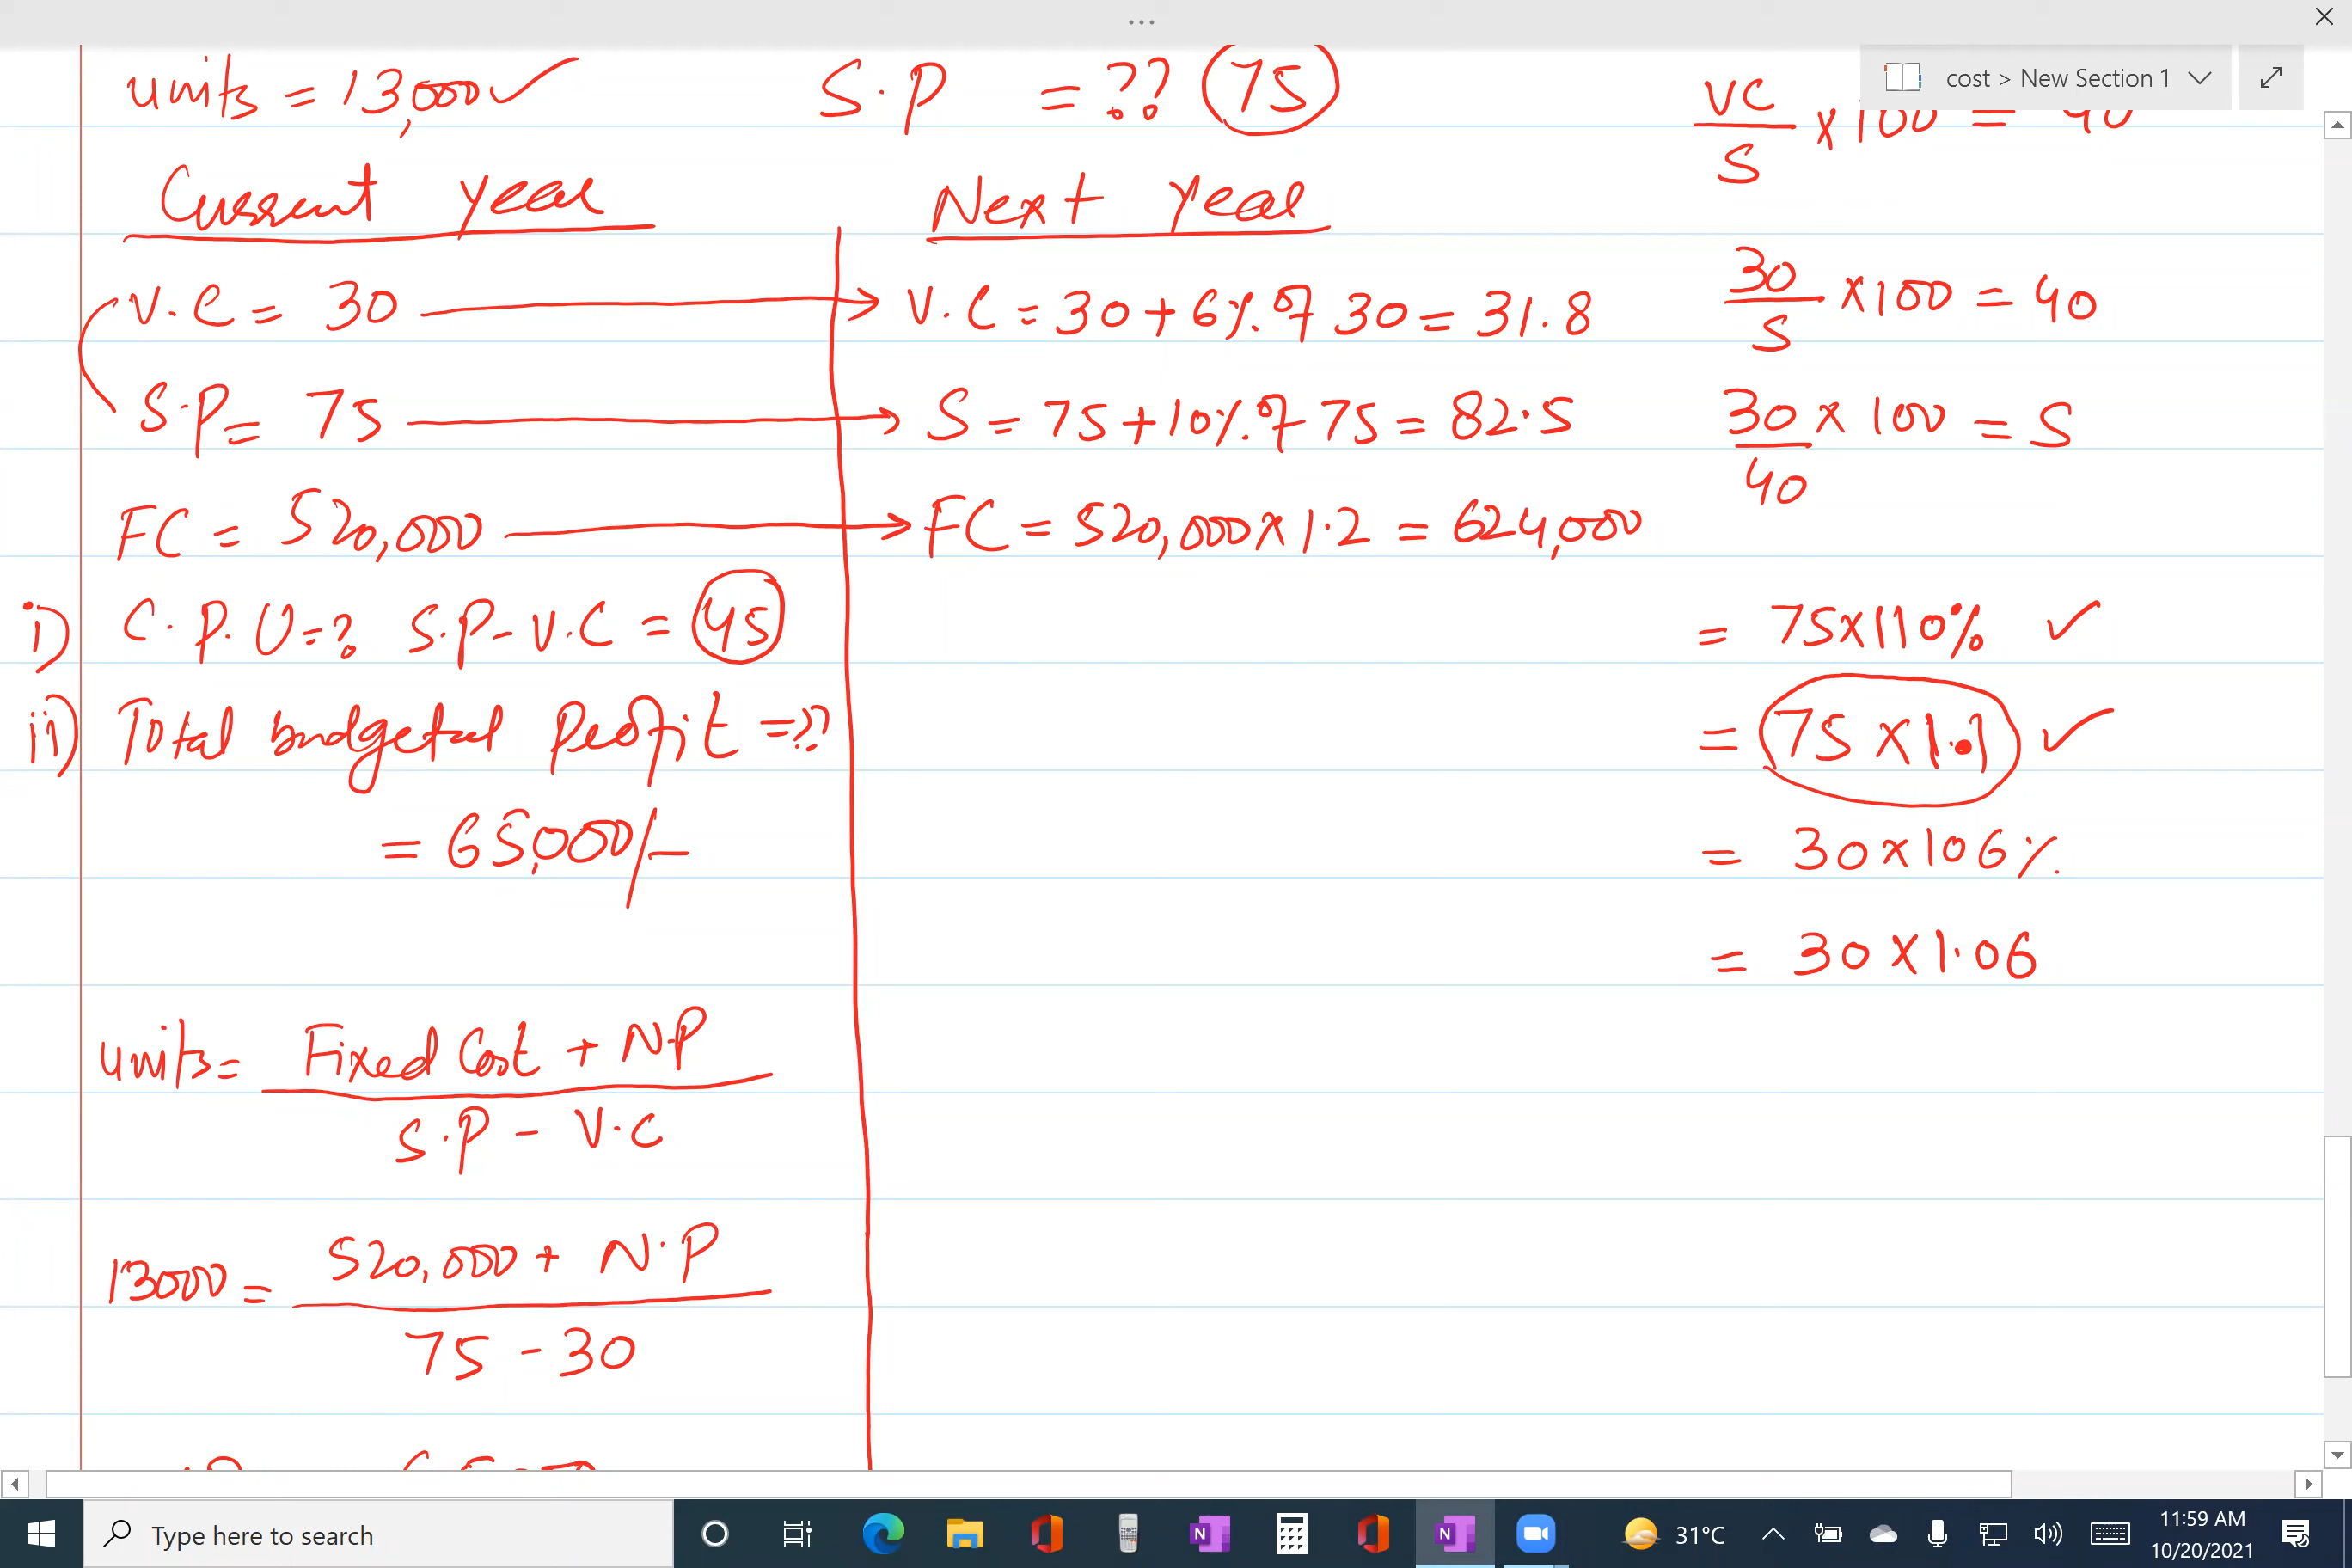 cost > New Section 1
units = 13,000 ✓ S.P = ?? 75
VC/S x 100 = 40
Current year
Next year
V.C = 30 → V.C = 30 + 6% of 30 = 31.8
30/S x 100 = 40
S.P = 75 → S = 75 + 10% of 75 = 82.5
30/40 x 100 = S
FC = 520,000 → FC = 520,000 x 1.2 = 624,000
i) C.P.U = ? S.P - V.C = 45
= 75 x 110% ✓
ii) Total budgeted Profit = ??
= 75 x 1.1 ✓
= 65,000/-
= 30 x 106%
= 30 x 1.06
units = Fixed Cost + NP
S.P - V.C
13000 = 520,000 + N.P
75 - 30
Type here to search
31°C
11:59 AM
10/20/2021